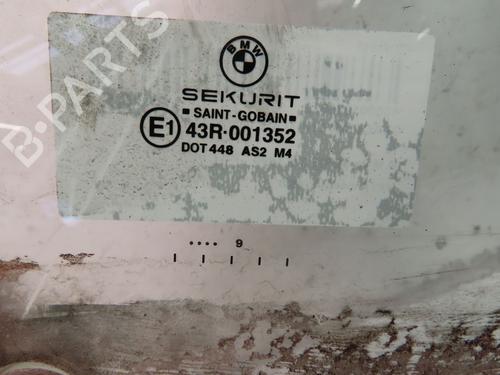 B-PARTS
BMW
SEKURIT
SAINT-GOBAIN
E1 43R-001352
DOT 448 AS2 M4
.... 9